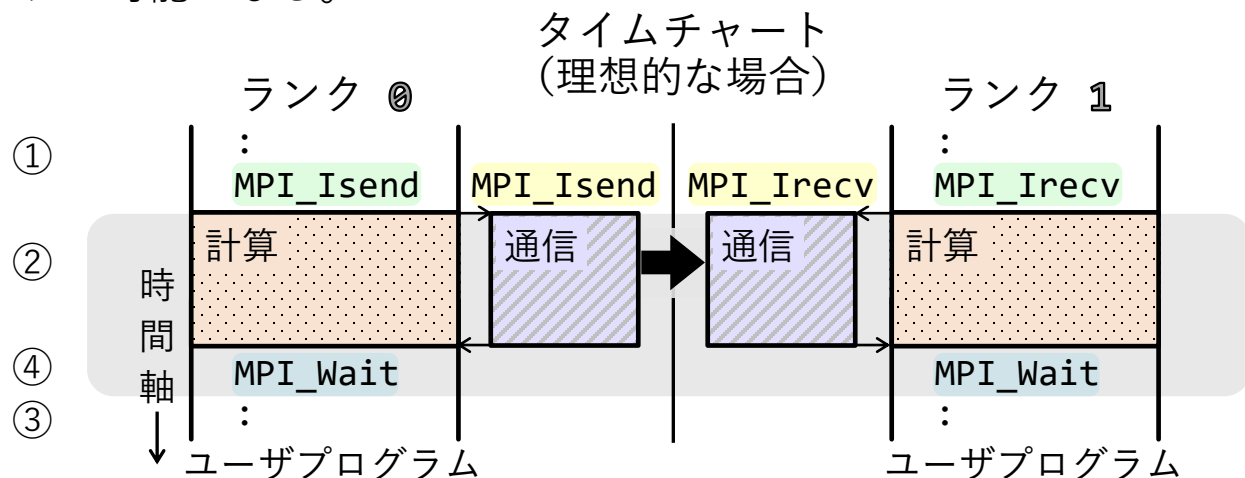 タイムチャート
(理想的な場合)
ランク 0
ランク 1
①
:
:
MPI_Isend
MPI_Isend
MPI_Irecv
MPI_Irecv
②
計算
通信
通信
計算
時間軸
④
MPI_Wait
MPI_Wait
③
:
:
ユーザプログラム
ユーザプログラム